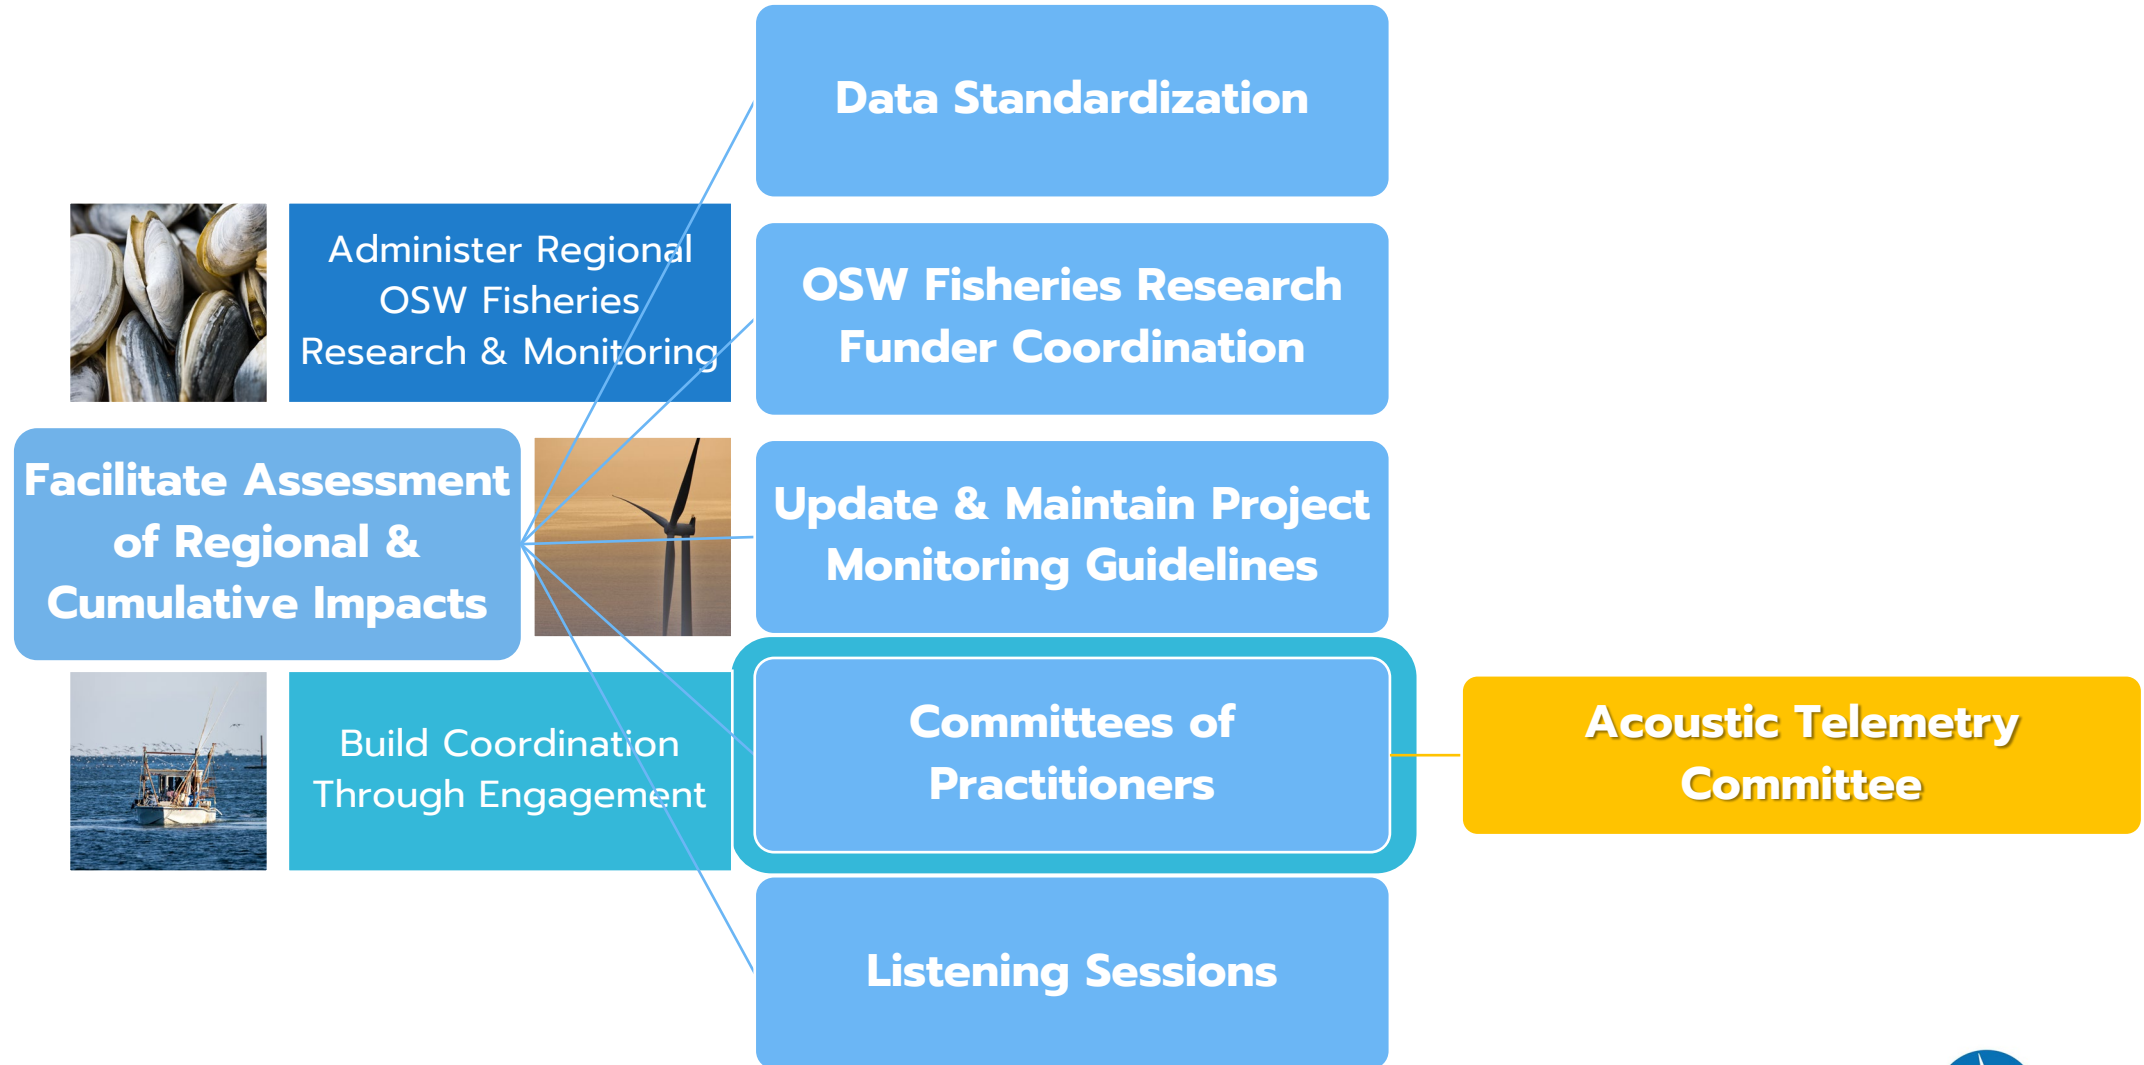 Data Standardization
Administer Regional
OSW Fisheries
Research & Monitoring
OSW Fisheries Research
Funder Coordination
Facilitate Assessment
of Regional &
Cumulative Impacts
Update & Maintain Project
Monitoring Guidelines
Build Coordination
Through Engagement
Committees of
Practitioners
Acoustic Telemetry
Committee
Listening Sessions